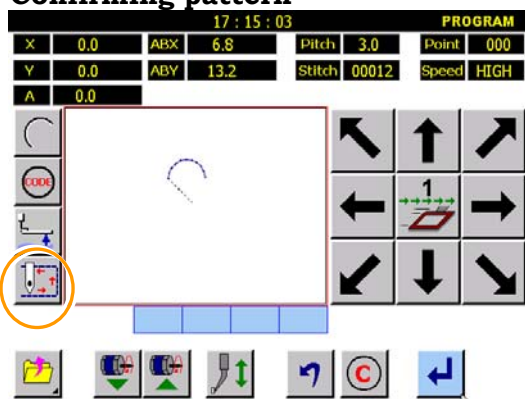 Confirming pattern
17 : 15 : 03 PROGRAM
X 0.0 ABX 6.8 Pitch 3.0 Point 000
Y 0.0 ABY 13.2 Stitch 00012 Speed HIGH
A 0.0
1
CODE
C